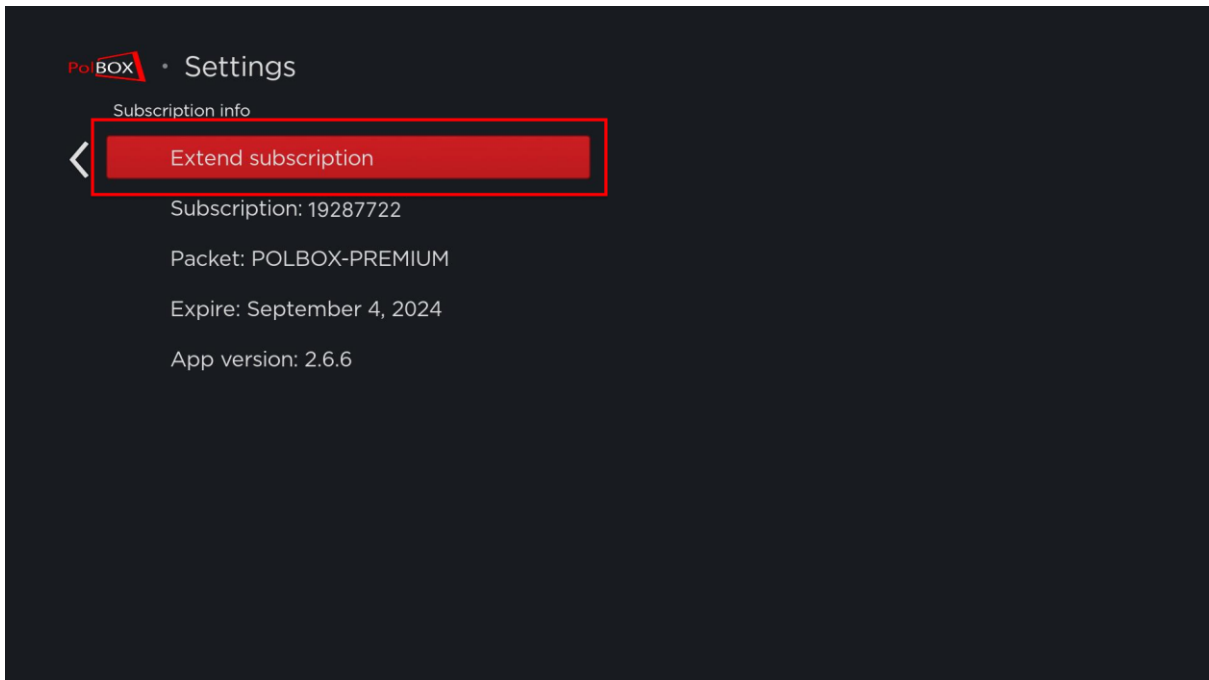 PolBOX • Settings
Subscription info
Extend subscription
Subscription: 19287722
Packet: POLBOX-PREMIUM
Expire: September 4, 2024
App version: 2.6.6